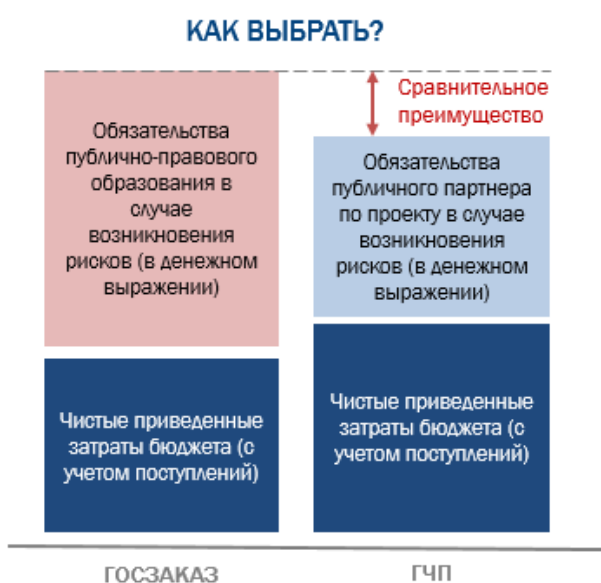 КАК ВЫБРАТЬ?
Сравнительное
преимущество
Обязательства
публично-правового
образования в
случае
возникновения
рисков (в денежном
выражении)
Обязательства
публичного партнера
по проекту в случае
возникновения
рисков (в денежном
выражении)
Чистые приведенные
затраты бюджета (с
учетом поступлений)
Чистые приведенные
затраты бюджета (с
учетом поступлений)
ГОСЗАКАЗ
ГЧП